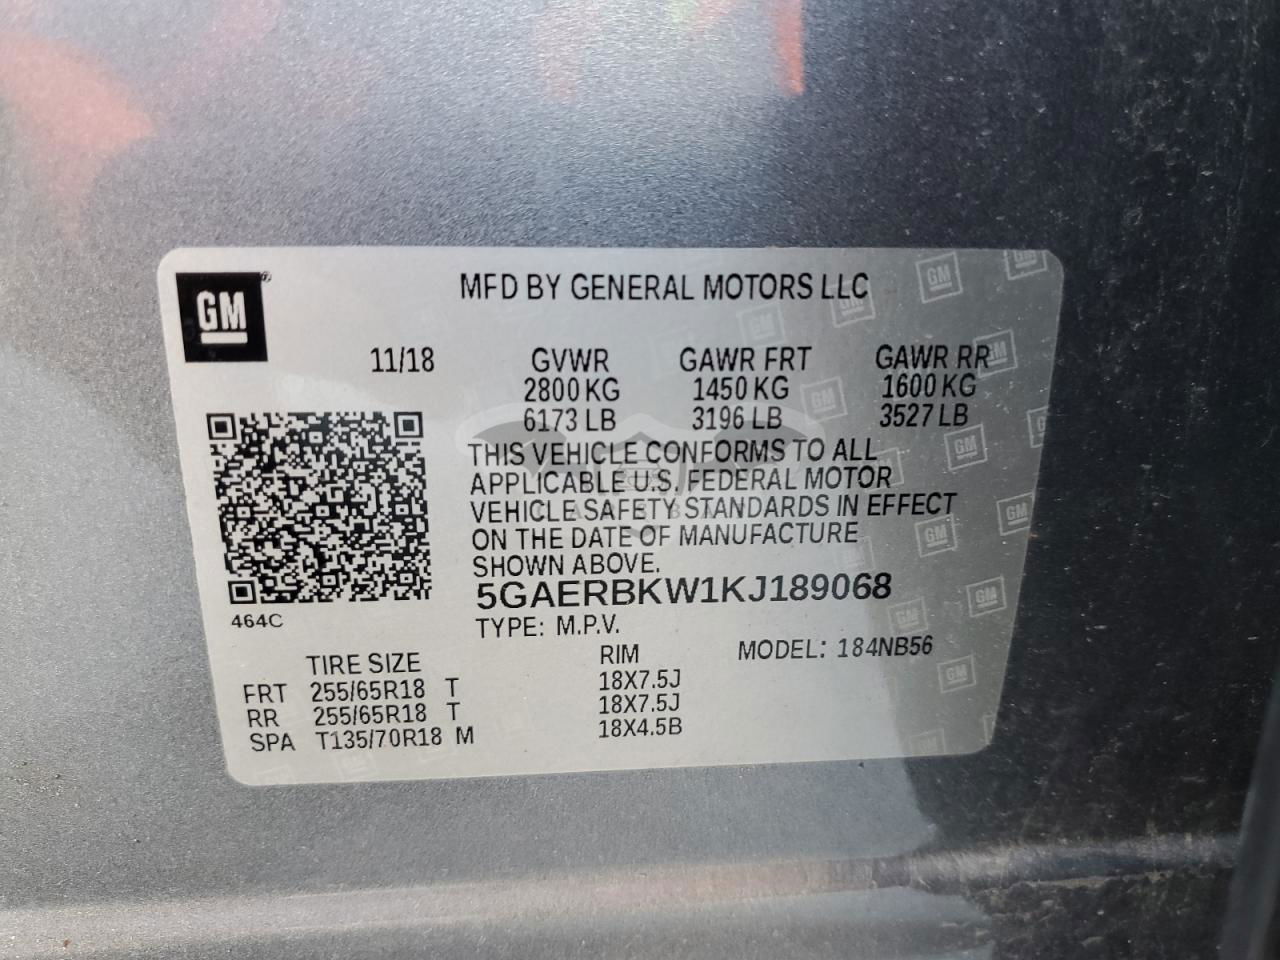 GM
MFD BY GENERAL MOTORS LLC
11/18 GVWR GAWR FRT GAWR RR
2800 KG 1450 KG 1600 KG
6173 LB 3196 LB 3527 LB
THIS VEHICLE CONFORMS TO ALL
APPLICABLE U.S. FEDERAL MOTOR
VEHICLE SAFETY STANDARDS IN EFFECT
ON THE DATE OF MANUFACTURE
SHOWN ABOVE.
5GAERBKW1KJ189068
464C
TYPE: M.P.V.
TIRE SIZE RIM MODEL: 184NB56
FRT 255/65R18 T 18X7.5J
RR 255/65R18 T 18X7.5J
SPA T135/70R18 M 18X4.5B